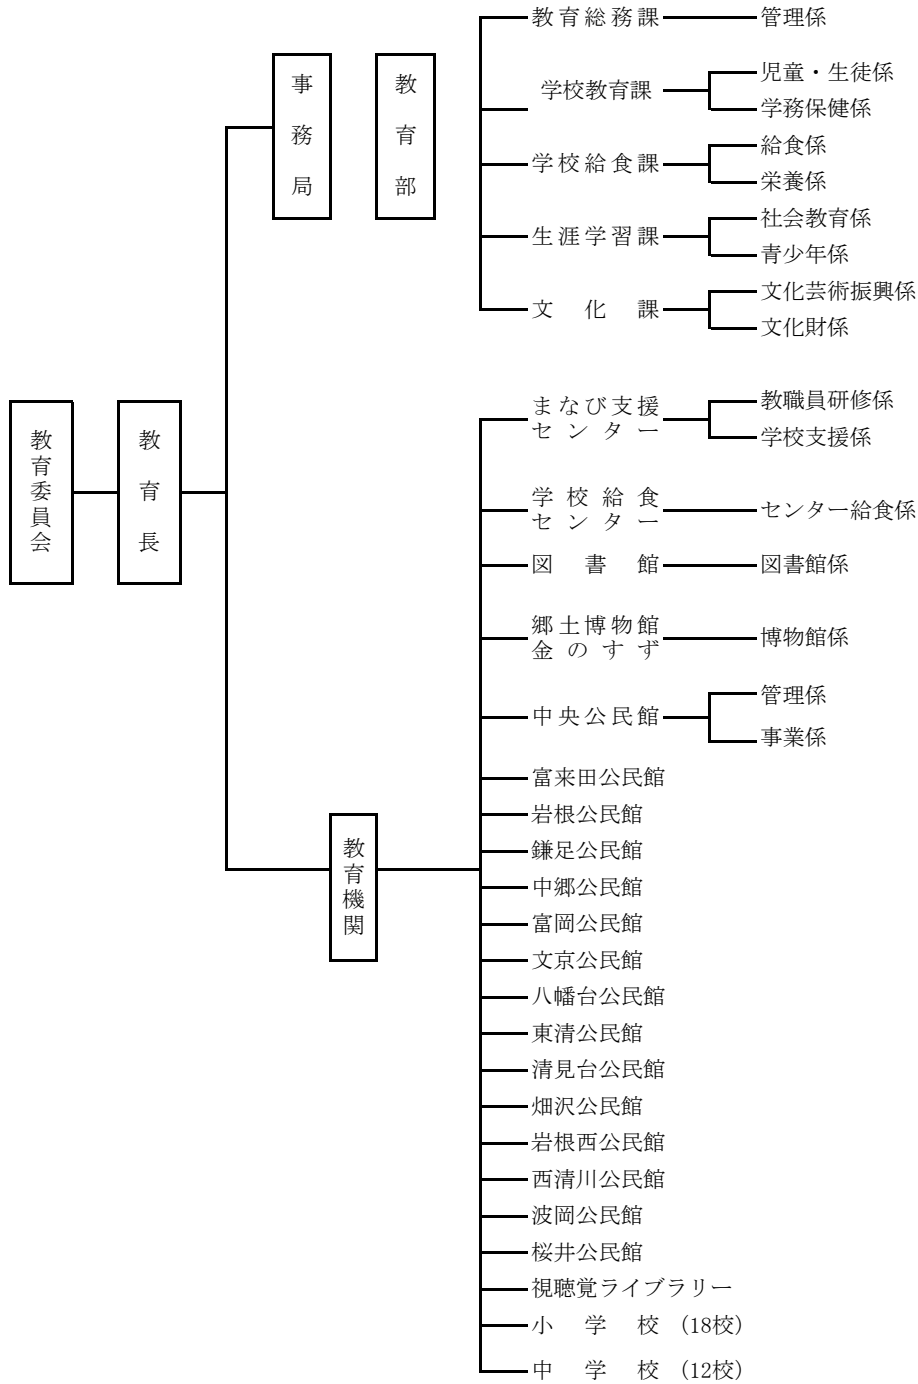 教育委員会
教育長
事務局
教育部
教育総務課
管理係
学校教育課
児童・生徒係
学務保健係
学校給食課
給食係
栄養係
生涯学習課
社会教育係
青少年係
文化課
文化芸術振興係
文化財係
教育機関
まなび支援
センター
教職員研修係
学校支援係
学校給食
センター
センター給食係
図書館
図書館係
郷土博物館
金のすず
博物館係
中央公民館
管理係
事業係
富来田公民館
岩根公民館
鎌足公民館
中郷公民館
富岡公民館
文京公民館
八幡台公民館
東清公民館
清見台公民館
畑沢公民館
岩根西公民館
西清川公民館
波岡公民館
桜井公民館
視聴覚ライブラリー
小学校 (18校)
中学校 (12校)